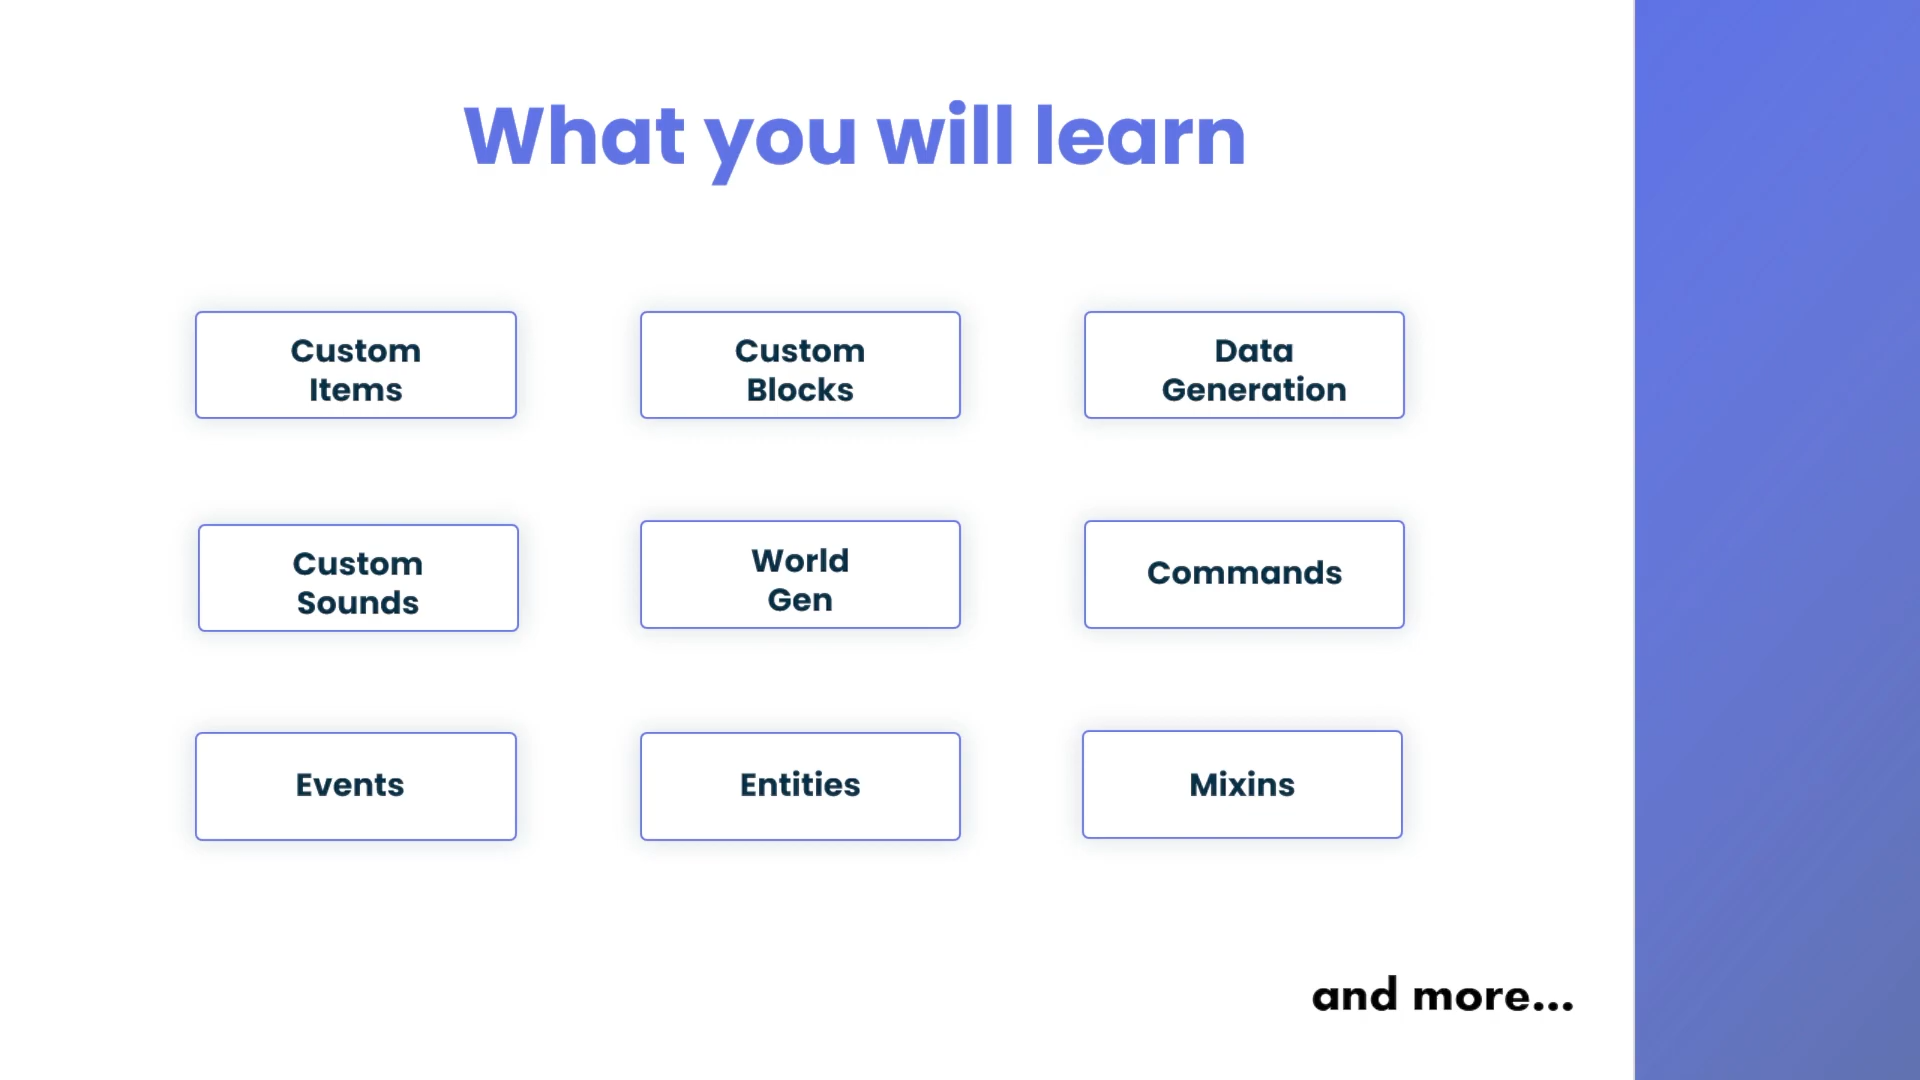 What you will learn
Custom
Items
Custom
Blocks
Data
Generation
Custom
Sounds
World
Gen
Commands
Events
Entities
Mixins
and more...